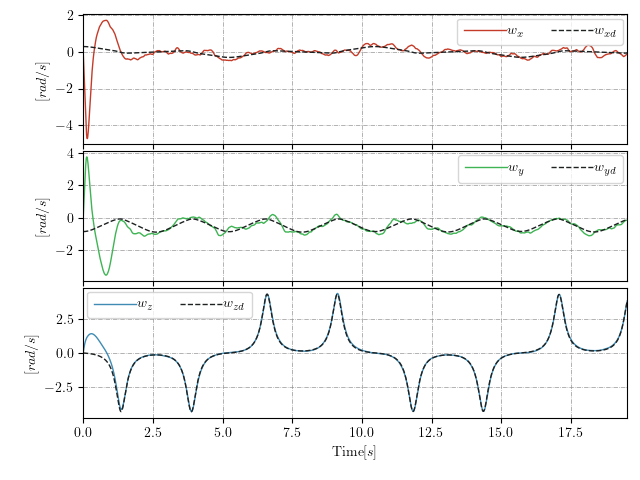 2
0
−2
−4
[rad/s]
w_x
w_xd
4
2
0
−2
[rad/s]
w_y
w_yd
2.5
0.0
−2.5
[rad/s]
w_z
w_zd
0.0 2.5 5.0 7.5 10.0 12.5 15.0 17.5
Time[s]